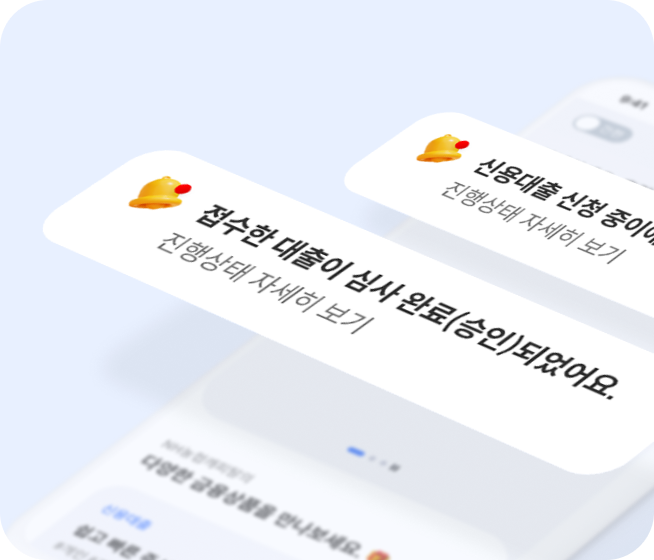 9:41
신용대출 신청 중이에
진행상태 자세히 보기
접수한 대출이 심사 완료(승인)되었어요.
진행상태 자세히 보기
다양한 금융상품을 만나보세요.
신용대출
쉽고 빠른